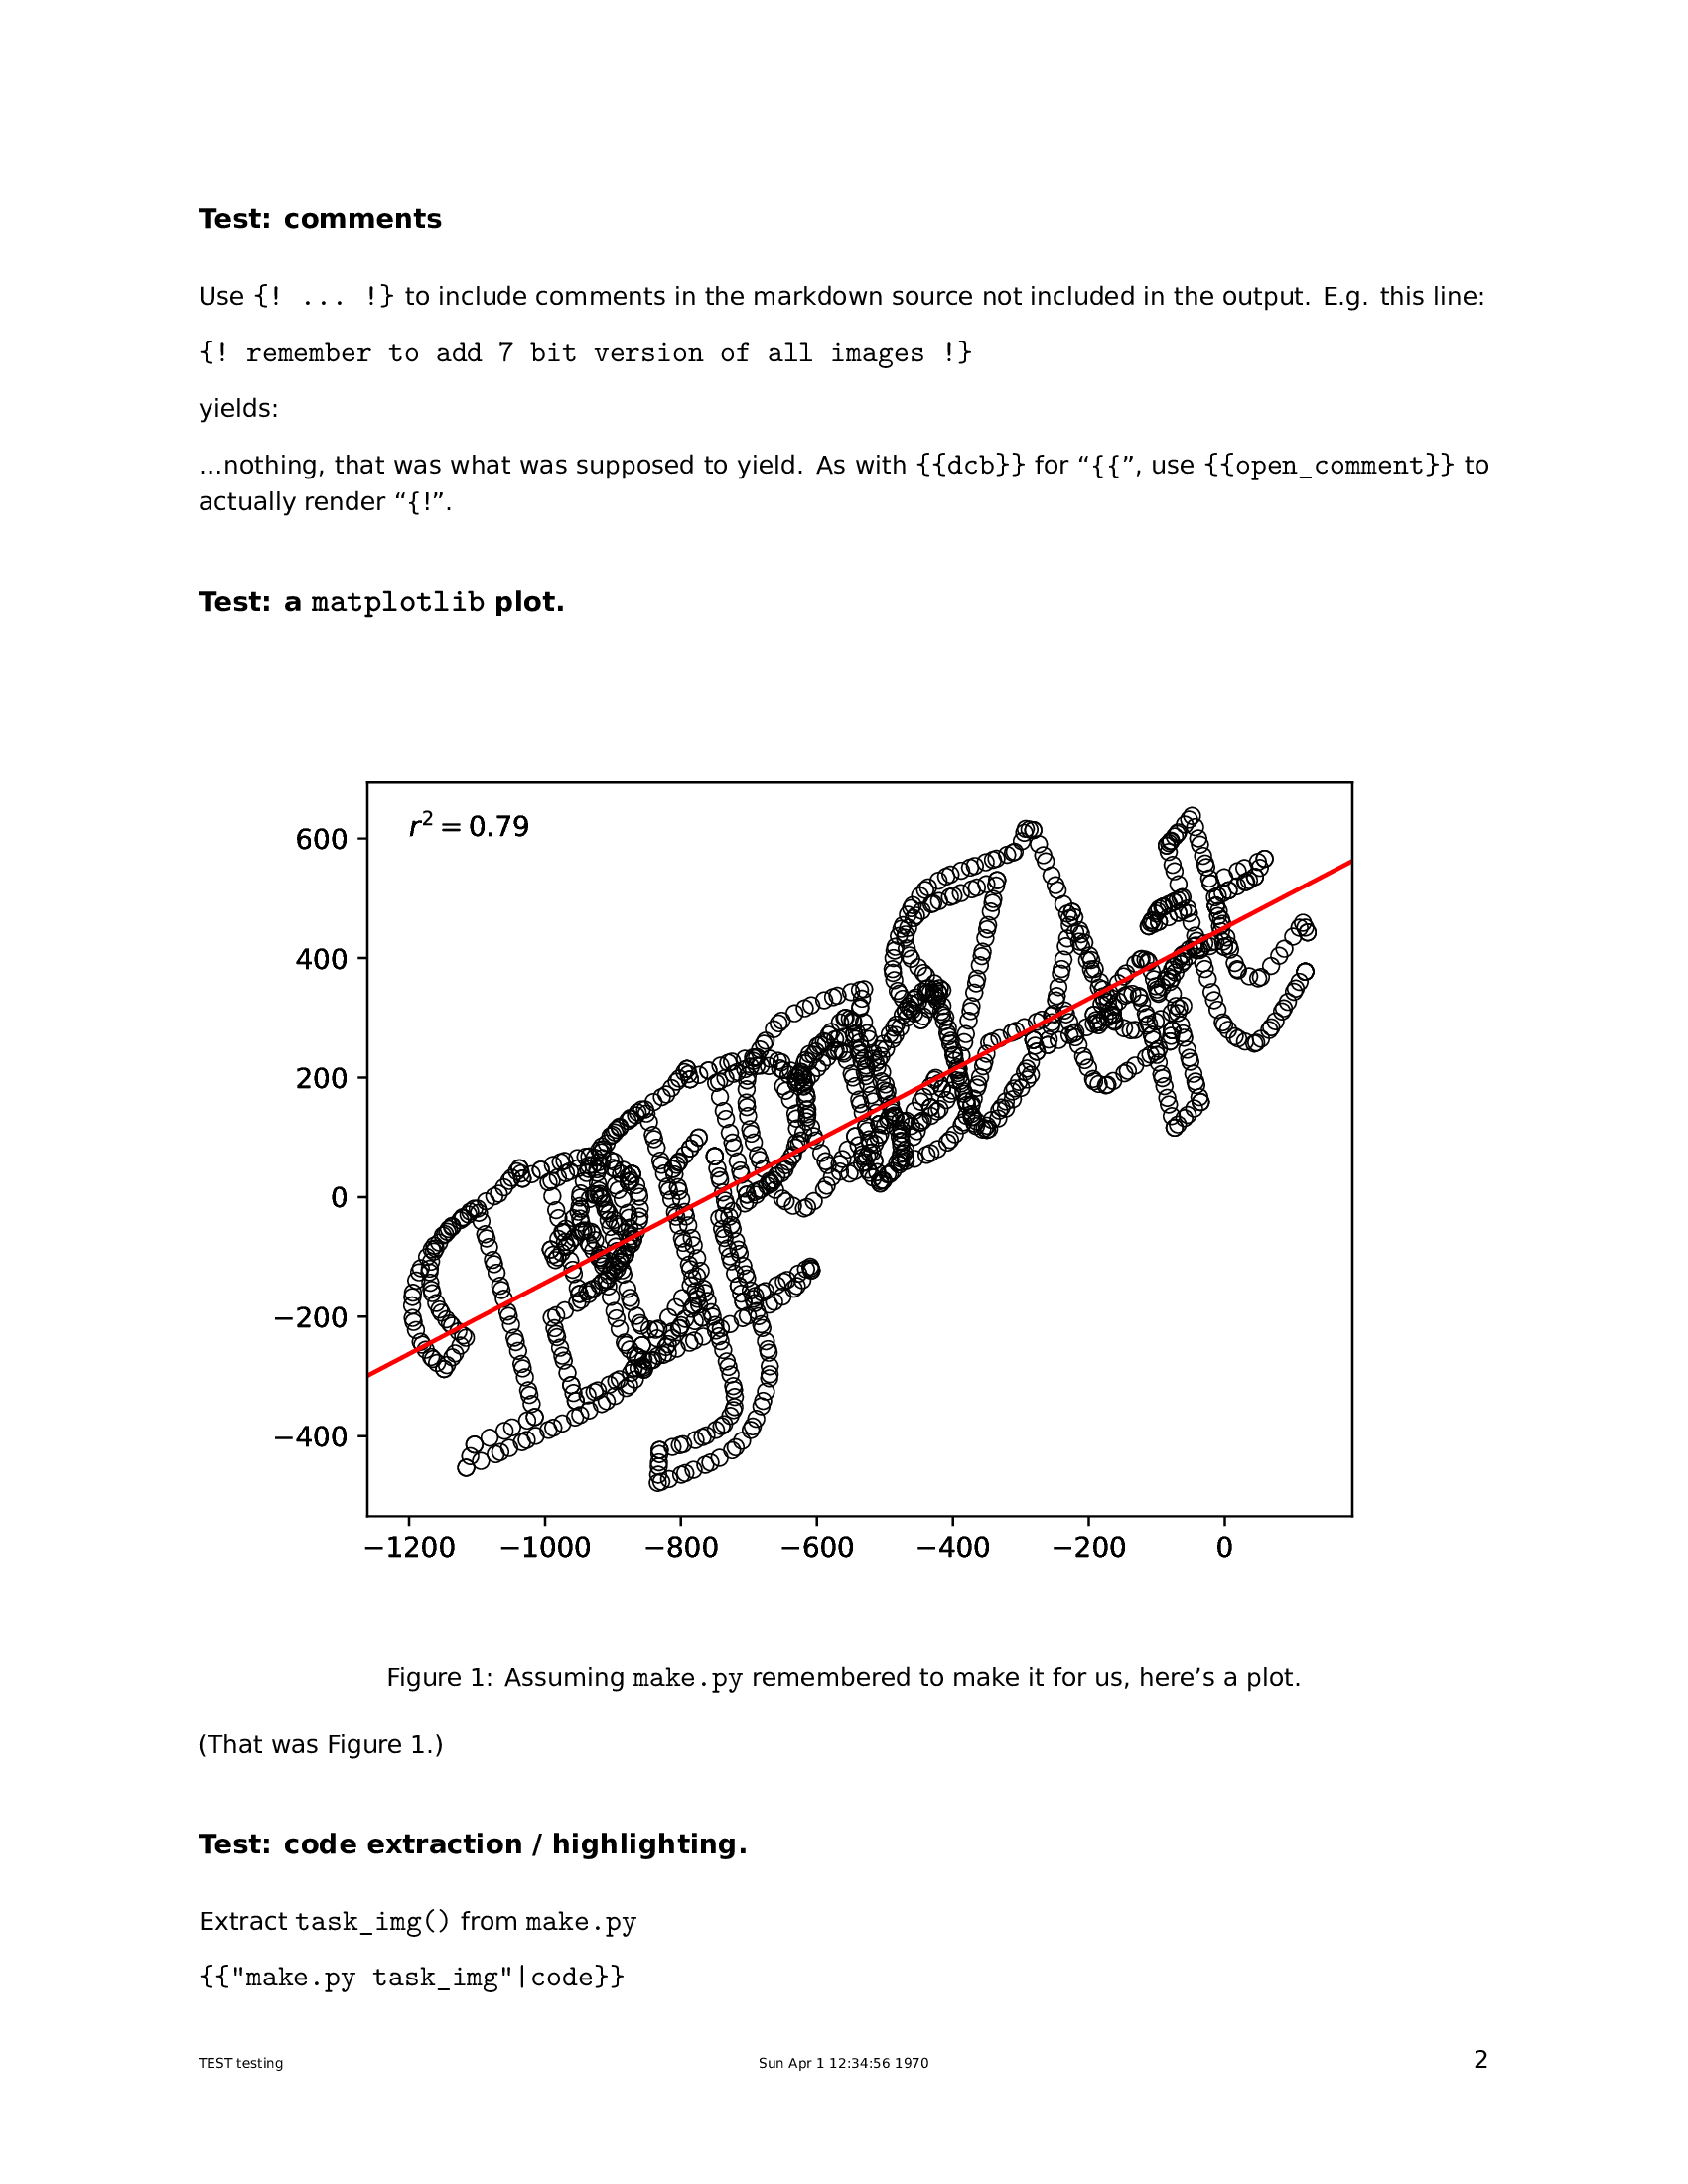 Test: comments
Use {! ... !} to include comments in the markdown source not included in the output. E.g. this line:
{! remember to add 7 bit version of all images !}
yields:
…nothing, that was what was supposed to yield. As with {{dcb}} for “{{”, use {{open_comment}} to
actually render “{!”.
Test: a matplotlib plot.
r² = 0.79
600
400
200
0
−200
−400
−1200 −1000 −800 −600 −400 −200 0
Figure 1: Assuming make.py remembered to make it for us, here’s a plot.
(That was Figure 1.)
Test: code extraction / highlighting.
Extract task_img() from make.py
{{"make.py task_img"|code}}
TEST testing Sun Apr 1 12:34:56 1970 2